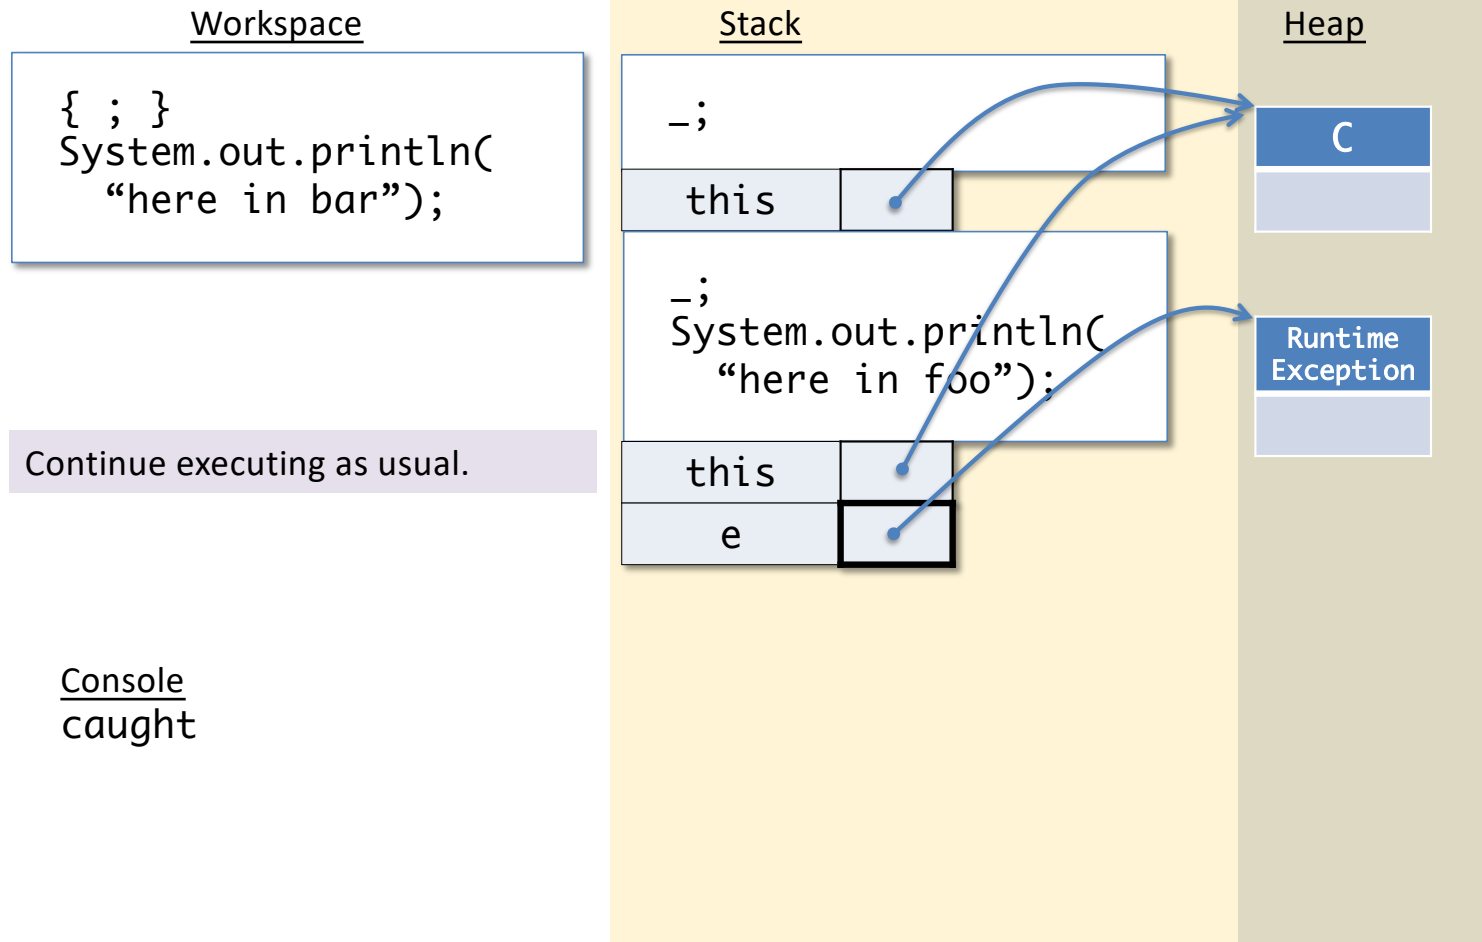 Workspace
{ ; }
System.out.println(
“here in bar”);
Continue executing as usual.
Console
caught
Stack
_;
this
_;
System.out.println(
“here in foo”);
this
e
Heap
C
Runtime
Exception